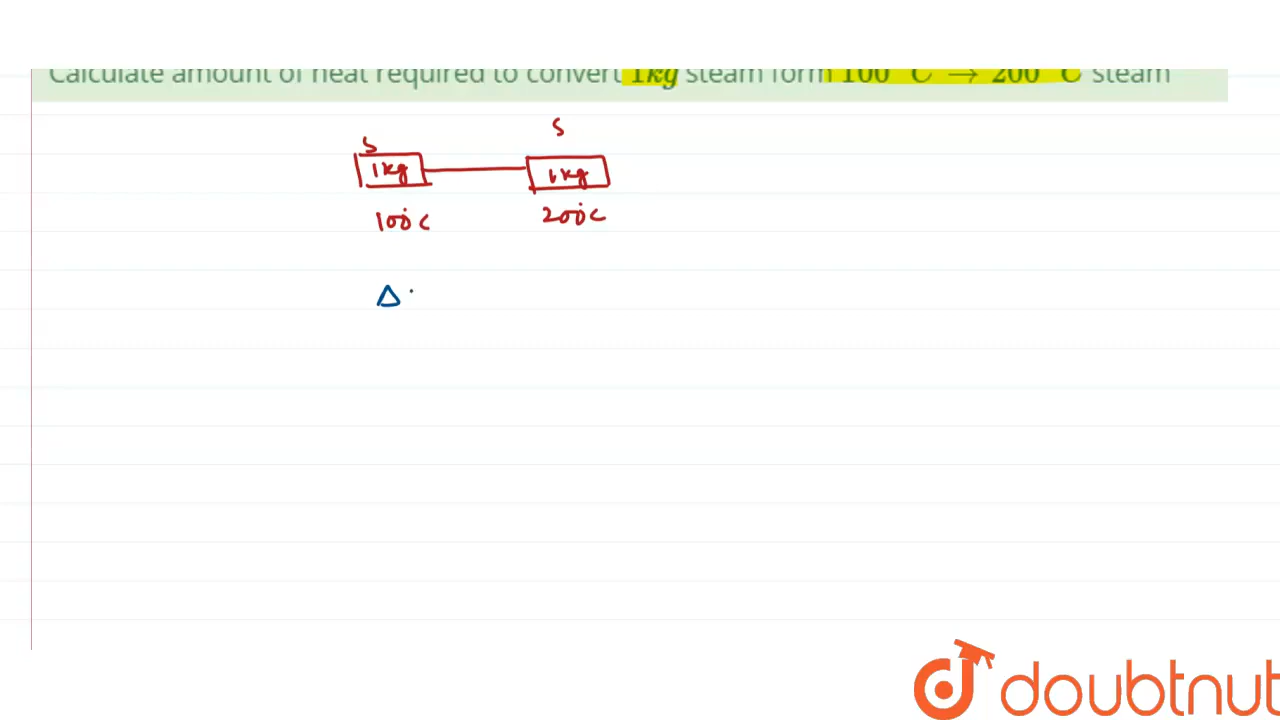 Calculate amount of heat required to convert 1kg steam form 100 °C → 200 °C steam
S
S
1kg 1kg
100°C 200°C
Δ
doubtnut